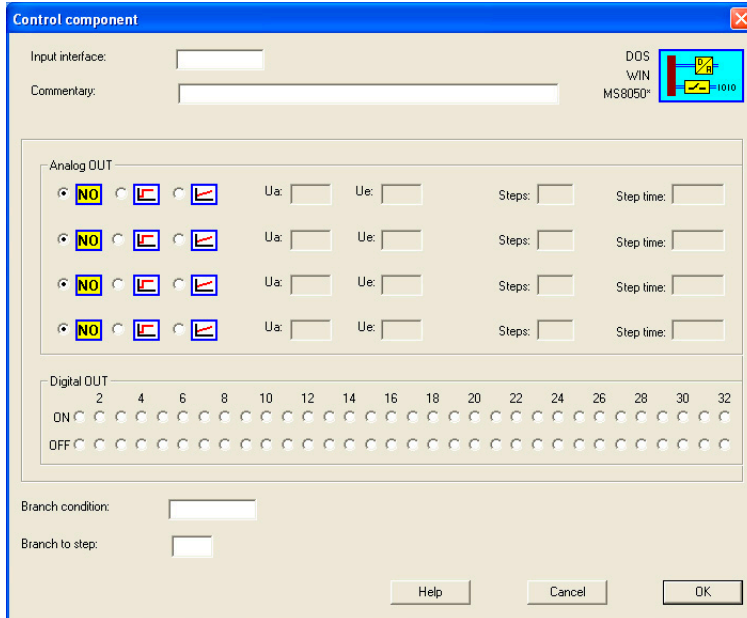 Control component
Input interface:
DOS
WIN
MS8050*
D/A
1010
Commentary:
Analog OUT
NO Ua: Ue: Steps: Step time:
NO Ua: Ue: Steps: Step time:
NO Ua: Ue: Steps: Step time:
NO Ua: Ue: Steps: Step time:
Digital OUT
2 4 6 8 10 12 14 16 18 20 22 24 26 28 30 32
ON
OFF
Branch condition:
Branch to step:
Help Cancel OK